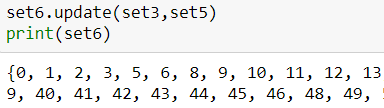 set6.update(set3,set5)
print(set6)
{0, 1, 2, 3, 5, 6, 8, 9, 10, 11, 12, 13
9, 40, 41, 42, 43, 44, 45, 46, 48, 49,